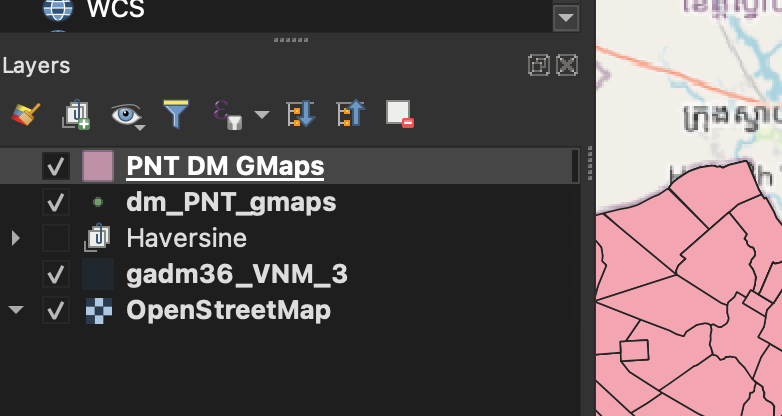 WCS
Layers
PNT DM GMaps
dm_PNT_gmaps
Haversine
gadm36_VNM_3
OpenStreetMap